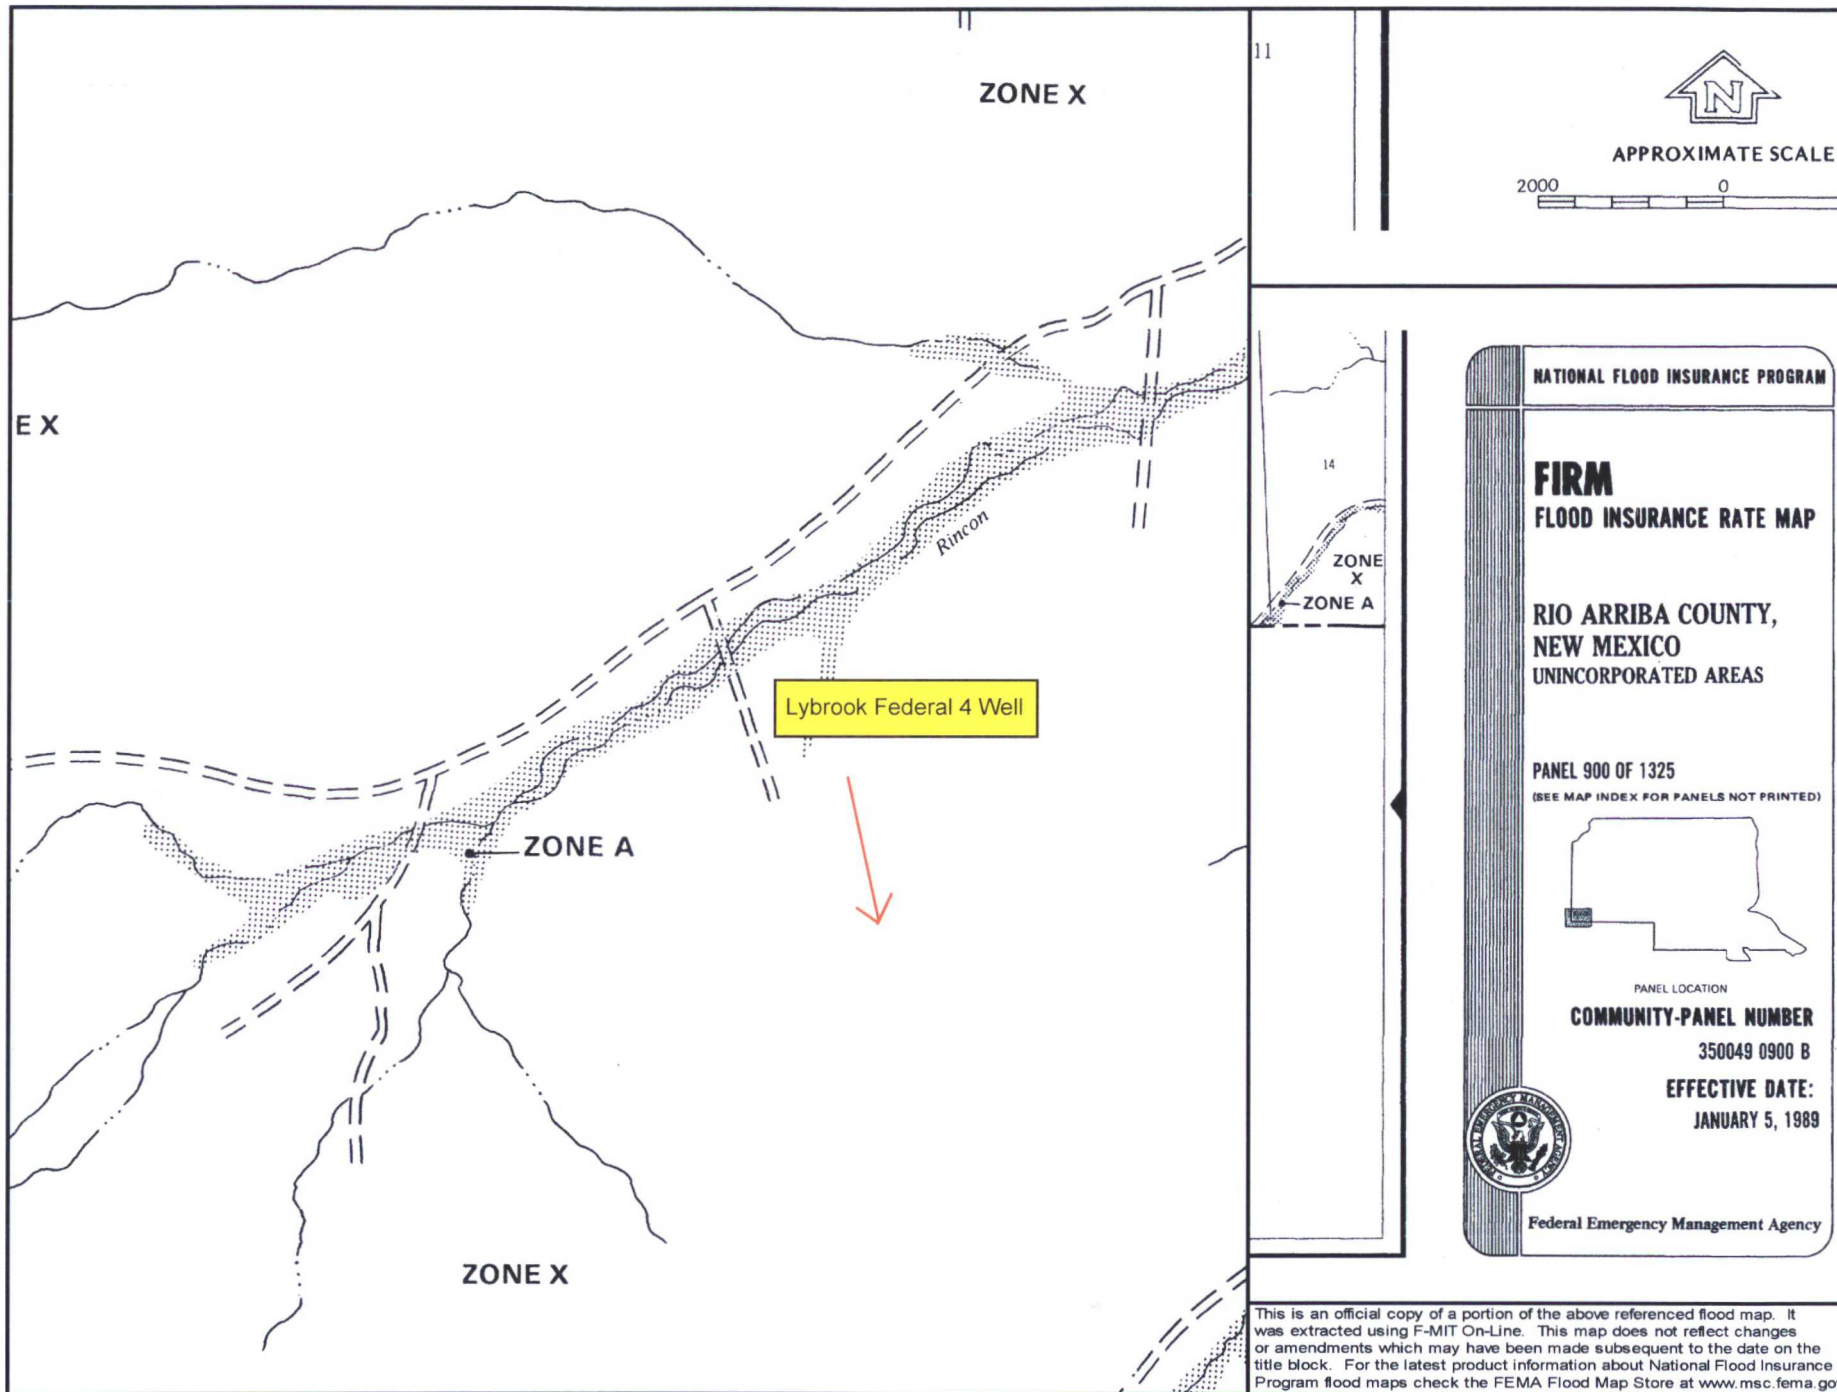 ZONE X
E X
Rincon
Lybrook Federal 4 Well
ZONE A
ZONE X
11
N
APPROXIMATE SCALE
2000 0
14
ZONE
X
ZONE A
NATIONAL FLOOD INSURANCE PROGRAM
FIRM
FLOOD INSURANCE RATE MAP
RIO ARRIBA COUNTY,
NEW MEXICO
UNINCORPORATED AREAS
PANEL 900 OF 1325
(SEE MAP INDEX FOR PANELS NOT PRINTED)
PANEL LOCATION
COMMUNITY-PANEL NUMBER
350049 0900 B
EFFECTIVE DATE:
JANUARY 5, 1989
FEDERAL EMERGENCY MANAGEMENT AGENCY
Federal Emergency Management Agency
This is an official copy of a portion of the above referenced flood map. It
was extracted using F-MIT On-Line. This map does not reflect changes
or amendments which may have been made subsequent to the date on the
title block. For the latest product information about National Flood Insurance
Program flood maps check the FEMA Flood Map Store at www.msc.fema.go